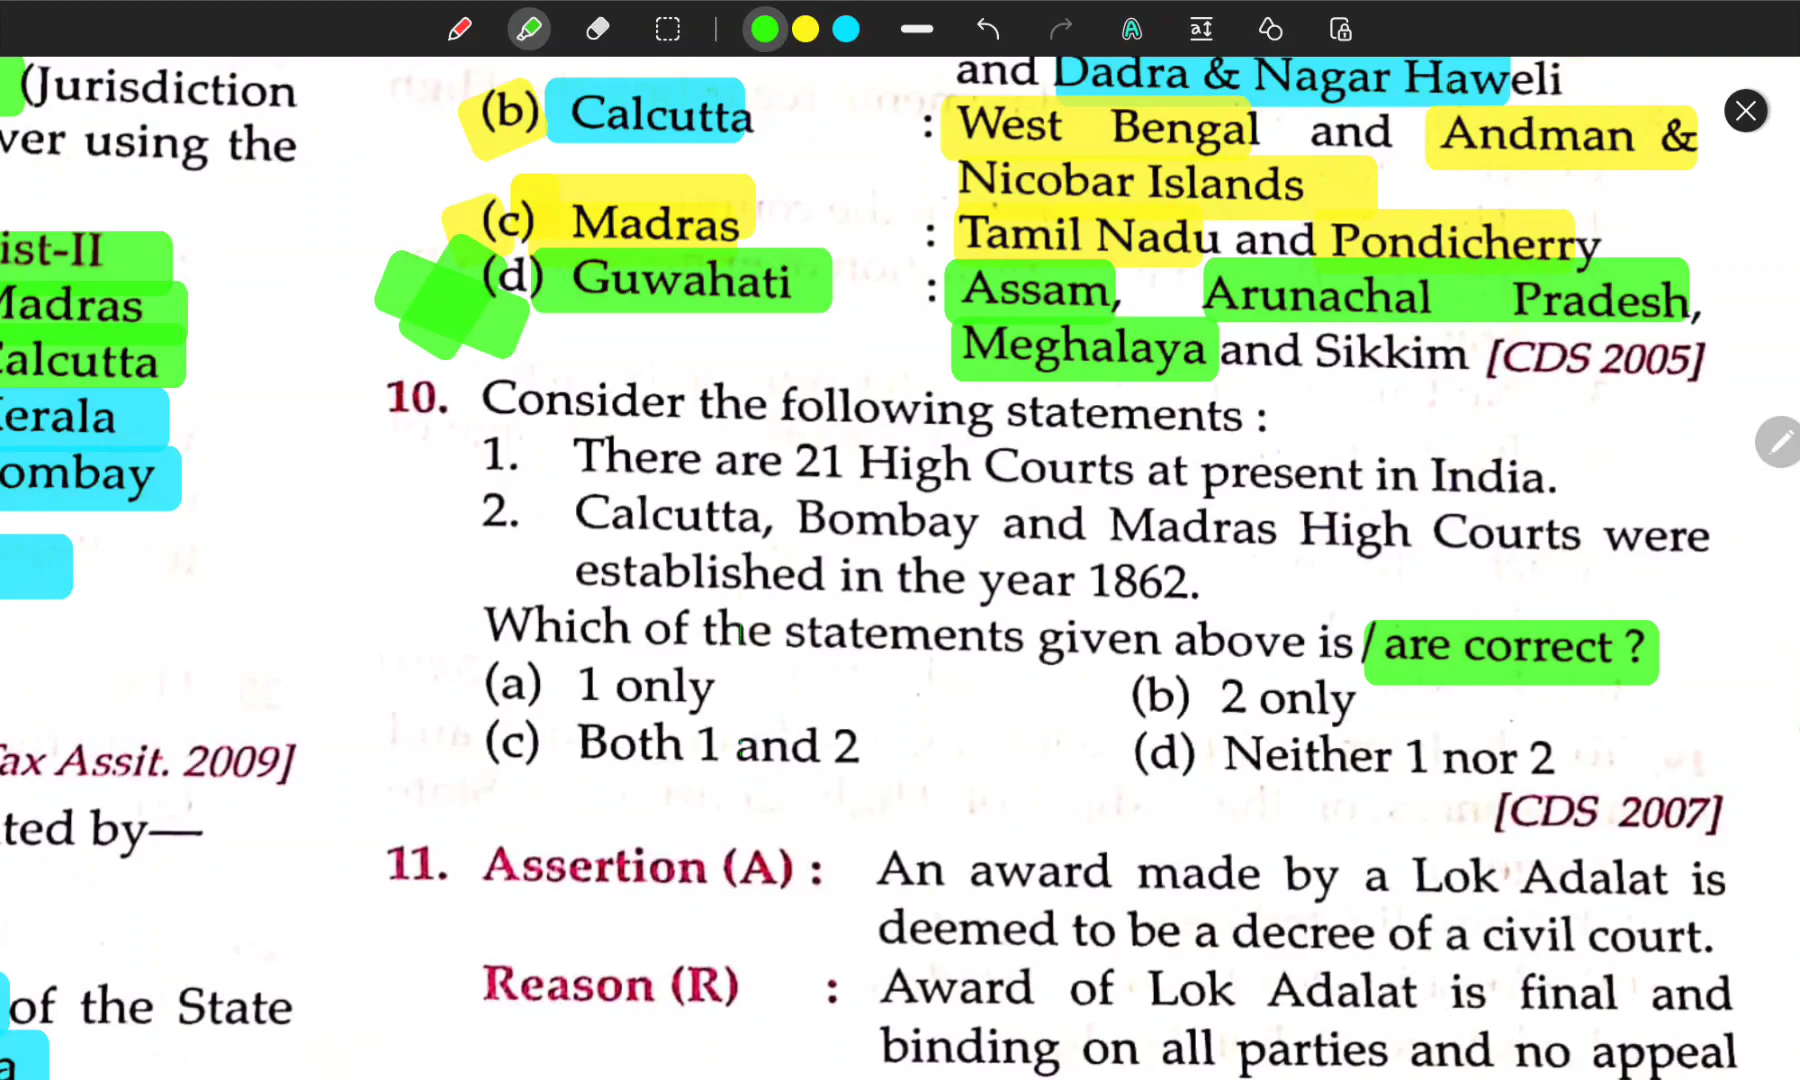 (Jurisdiction
ver using the
ist-II
Madras
Calcutta
Kerala
ombay
Tax Assit. 2009]
ted by—
of the State
a
and Dadra & Nagar Haweli
(b) Calcutta : West Bengal and Andman &
Nicobar Islands
(c) Madras : Tamil Nadu and Pondicherry
(d) Guwahati : Assam, Arunachal Pradesh,
Meghalaya and Sikkim [CDS 2005]
10. Consider the following statements :
1. There are 21 High Courts at present in India.
2. Calcutta, Bombay and Madras High Courts were
established in the year 1862.
Which of the statements given above is/are correct ?
(a) 1 only (b) 2 only
(c) Both 1 and 2 (d) Neither 1 nor 2
[CDS 2007]
11. Assertion (A) : An award made by a Lok Adalat is
deemed to be a decree of a civil court.
Reason (R) : Award of Lok Adalat is final and
binding on all parties and no appeal